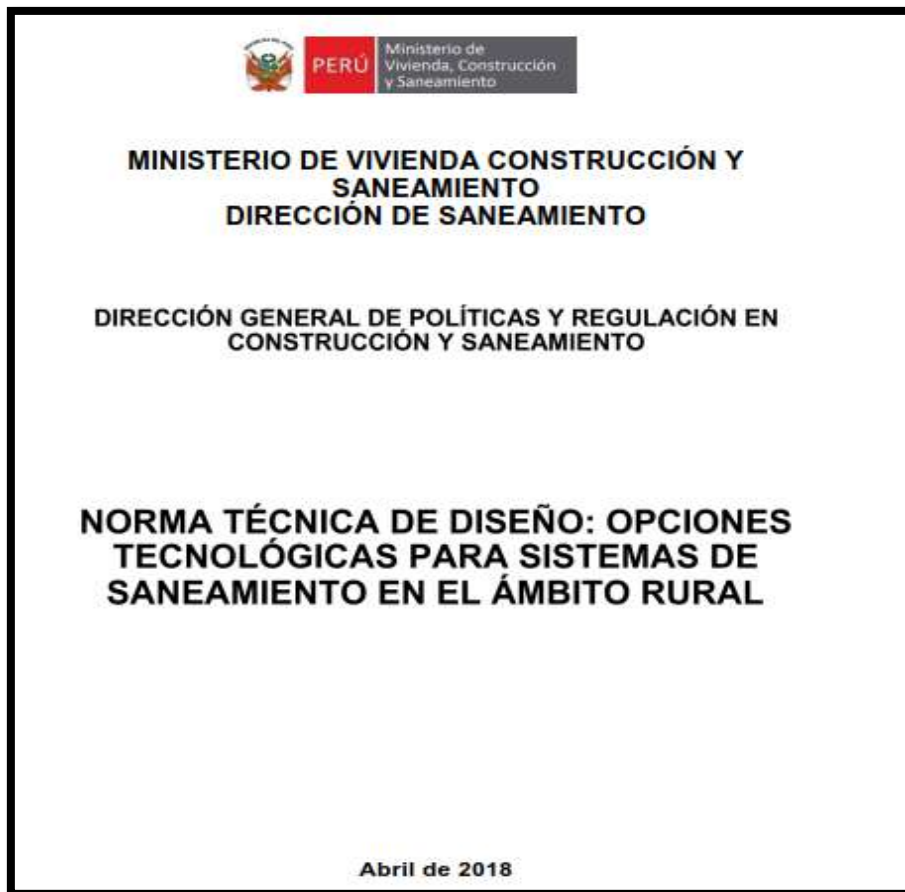 PERÚ
Ministerio de
Vivienda, Construcción
y Saneamiento
MINISTERIO DE VIVIENDA CONSTRUCCIÓN Y
SANEAMIENTO
DIRECCIÓN DE SANEAMIENTO
DIRECCIÓN GENERAL DE POLÍTICAS Y REGULACIÓN EN
CONSTRUCCIÓN Y SANEAMIENTO
NORMA TÉCNICA DE DISEÑO: OPCIONES
TECNOLÓGICAS PARA SISTEMAS DE
SANEAMIENTO EN EL ÁMBITO RURAL
Abril de 2018